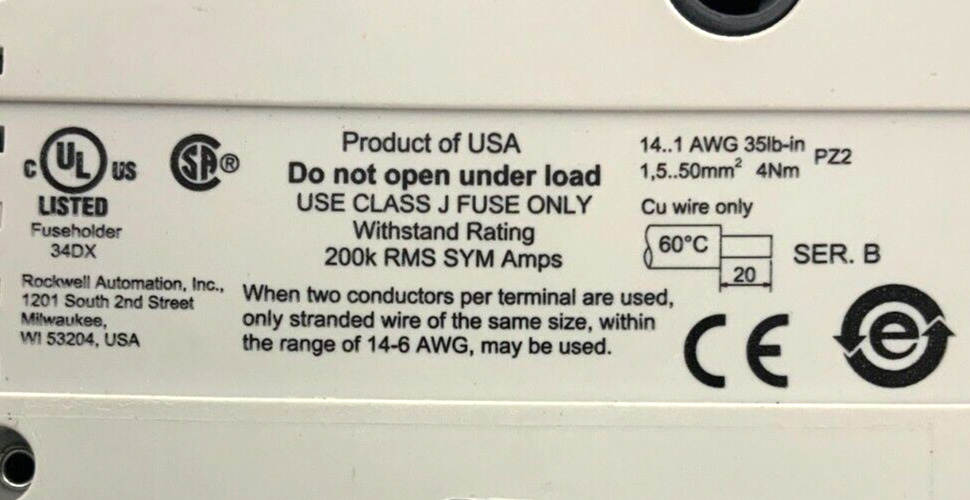 C UL US
LISTED
Fuseholder
34DX
Rockwell Automation, Inc.,
1201 South 2nd Street
Milwaukee,
WI 53204, USA
SA®
Product of USA
Do not open under load
USE CLASS J FUSE ONLY
Withstand Rating
200k RMS SYM Amps
When two conductors per terminal are used,
only stranded wire of the same size, within
the range of 14-6 AWG, may be used.
14..1 AWG 35lb-in
1,5..50mm² 4Nm
PZ2
Cu wire only
60°C
20
SER. B
CE
e